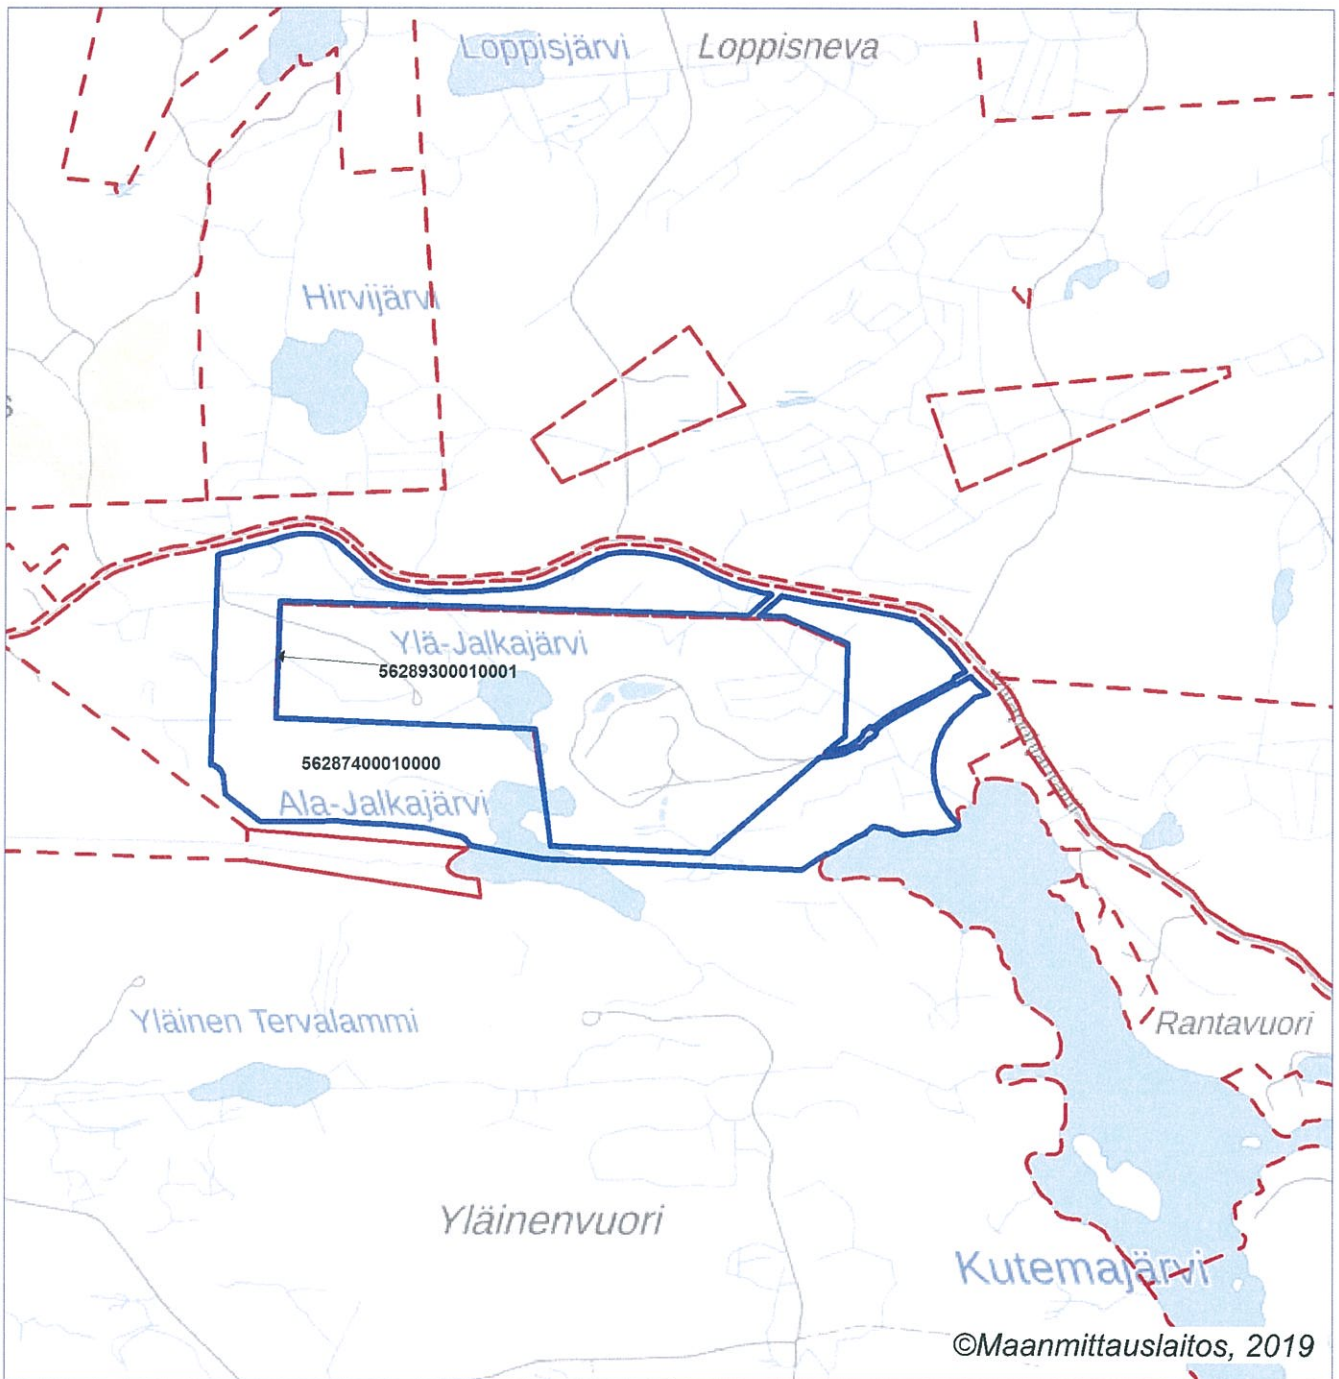 Loppisjärvi
Loppisneva
Hirvijärvi
s
Ylä-Jalkajärvi
56289300010001
56287400010000
Ala-Jalkajärvi
Yläinen Tervalammi
Rantavuori
Yläinenvuori
Kutemajärvi
©Maanmittauslaitos, 2019